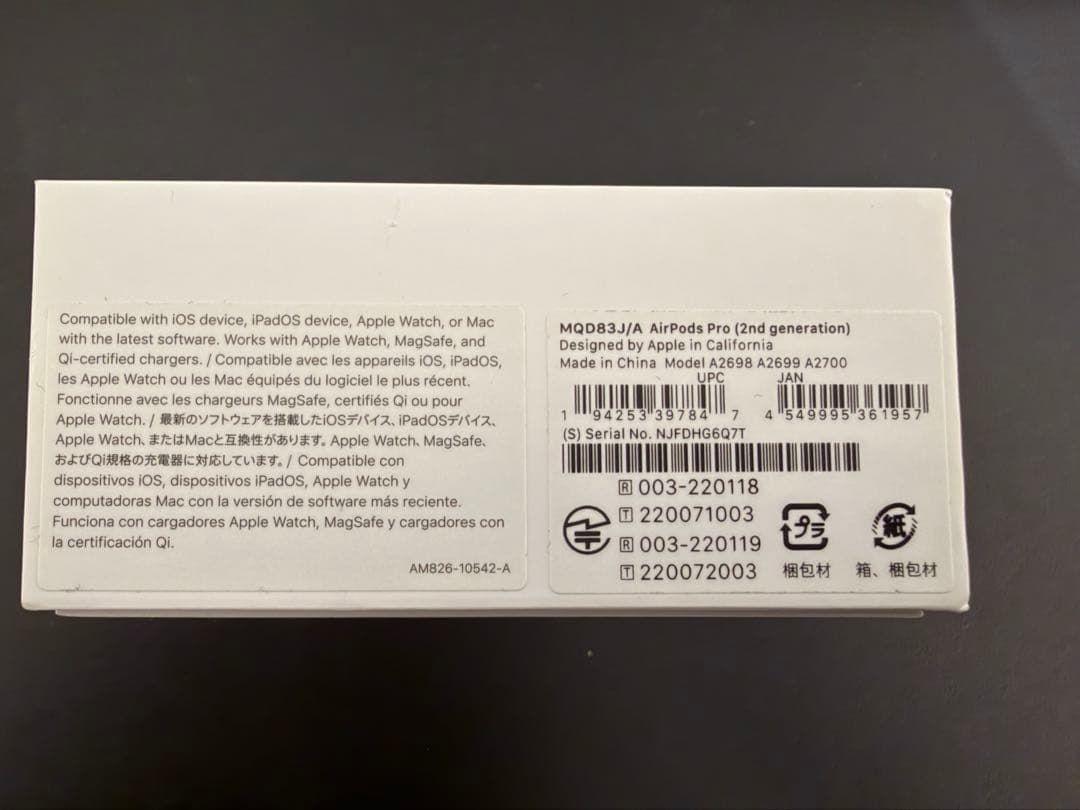 Compatible with iOS device, iPadOS device, Apple Watch, or Mac
with the latest software. Works with Apple Watch, MagSafe, and
Qi-certified chargers. / Compatible avec les appareils iOS, iPadOS,
les Apple Watch ou les Mac équipés du logiciel le plus récent.
Fonctionne avec les chargeurs MagSafe, certifiés Qi ou pour
Apple Watch. / 最新のソフトウェアを搭載したiOSデバイス、iPadOSデバイス、
Apple Watch、またはMacと互換性があります。Apple Watch、MagSafe、
およびQi規格の充電器に対応しています。/ Compatible con
dispositivos iOS, dispositivos iPadOS, Apple Watch y
computadoras Mac con la versión de software más reciente.
Funciona con cargadores Apple Watch, MagSafe y cargadores con
la certificación Qi.
AM826-10542-A
MQD83J/A AirPods Pro (2nd generation)
Designed by Apple in California
Made in China Model A2698 A2699 A2700
UPC JAN
1 94253 39784 7 4 549995 361957
(S) Serial No. NJFDHG6Q7T
R 003-220118
T 220071003
R 003-220119
T 220072003
プラ 紙
梱包材 箱、梱包材